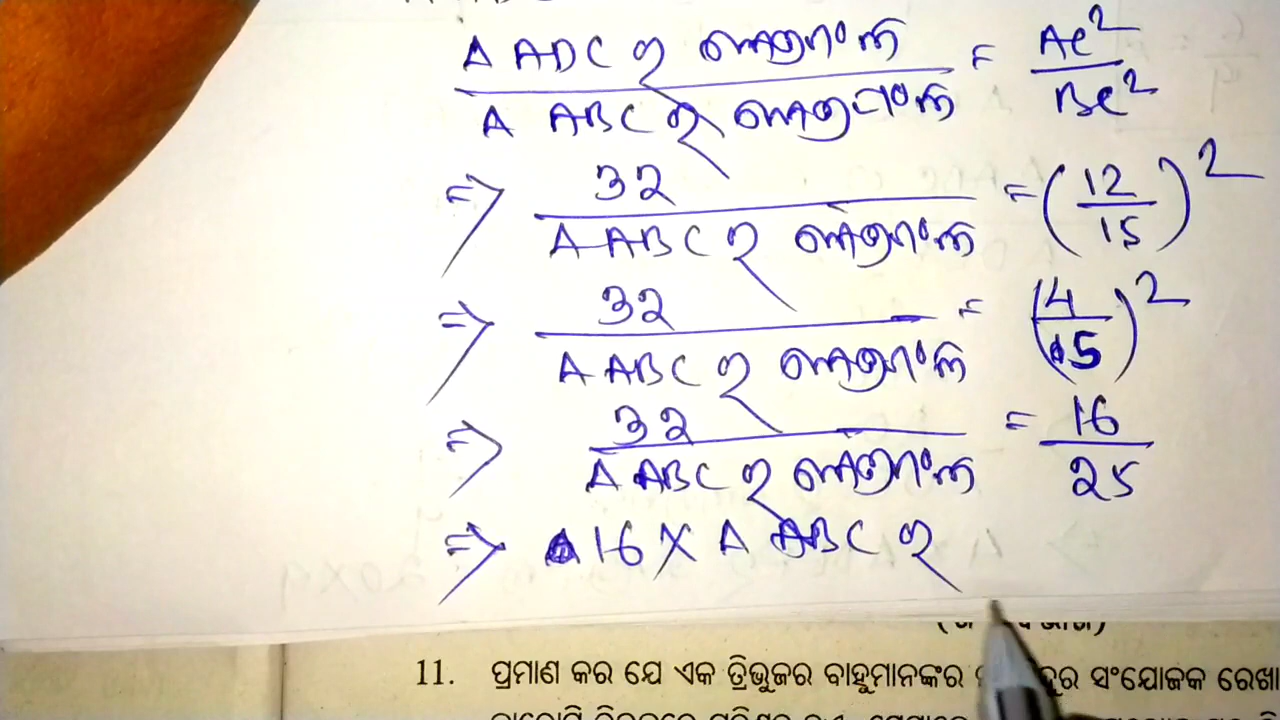 Δ ADC ର କ୍ଷେତ୍ରଫଳ / Δ ABC ର କ୍ଷେତ୍ରଫଳ = AC² / BC²
=> 32 / Δ ABC ର କ୍ଷେତ୍ରଫଳ = (12/15)²
=> 32 / Δ ABC ର କ୍ଷେତ୍ରଫଳ = (4/5)²
=> 32 / Δ ABC ର କ୍ଷେତ୍ରଫଳ = 16/25
=> 16 X Δ ABC ର
11. ପ୍ରମାଣ କର ଯେ ଏକ ତ୍ରିଭୁଜର ବାହୁମାନଙ୍କର ସଂଯୋଜକ ରେଖା